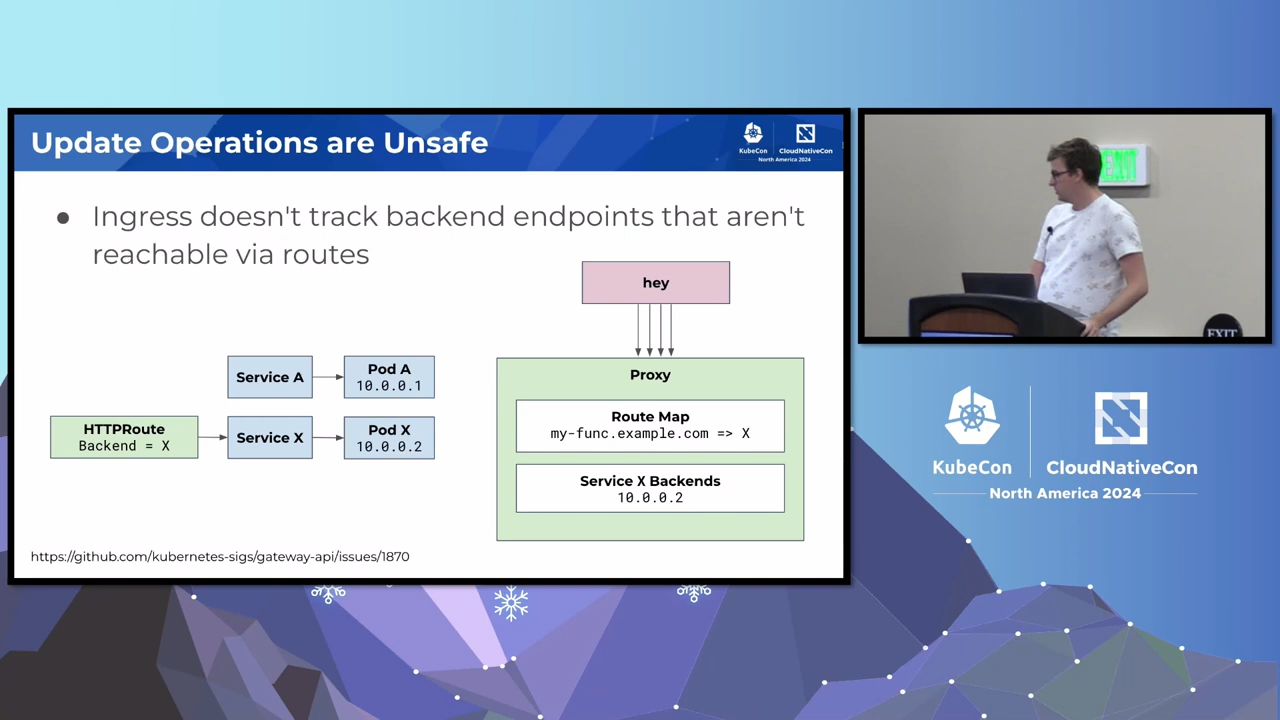 Update Operations are Unsafe
KubeCon
CloudNativeCon
North America 2024
● Ingress doesn't track backend endpoints that aren't
reachable via routes
hey
Service A
Pod A
10.0.0.1
HTTPRoute
Backend = X
Service X
Pod X
10.0.0.2
Proxy
Route Map
my-func.example.com => X
Service X Backends
10.0.0.2
https://github.com/kubernetes-sigs/gateway-api/issues/1870
EXIT
EXIT
KubeCon
CloudNativeCon
North America 2024